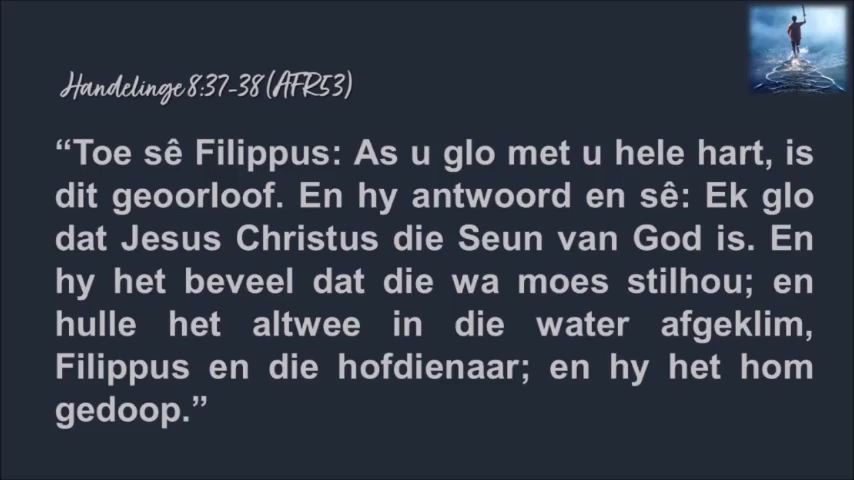 Handelinge 8:37-38 (AFR53)
“Toe sê Filippus: As u glo met u hele hart, is
dit geoorloof. En hy antwoord en sê: Ek glo
dat Jesus Christus die Seun van God is. En
hy het beveel dat die wa moes stilhou; en
hulle het altwee in die water afgeklim,
Filippus en die hofdienaar; en hy het hom
gedoop.”